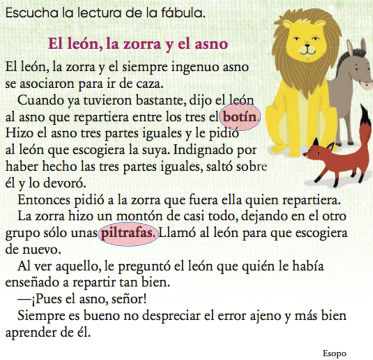 Escucha la lectura de la fábula.
El león, la zorra y el asno
El león, la zorra y el siempre ingenuo asno
se asociaron para ir de caza.
Cuando ya tuvieron bastante, dijo el león
al asno que repartiera entre los tres el botín.
Hizo el asno tres partes iguales y le pidió
al león que escogiera la suya. Indignado por
haber hecho las tres partes iguales, saltó sobre
él y lo devoró.
Entonces pidió a la zorra que fuera ella quien repartiera.
La zorra hizo un montón de casi todo, dejando en el otro
grupo sólo unas piltrafas. Llamó al león para que escogiera
de nuevo.
Al ver aquello, le preguntó el león que quién le había
enseñado a repartir tan bien.
—¡Pues el asno, señor!
Siempre es bueno no despreciar el error ajeno y más bien
aprender de él.
Esopo